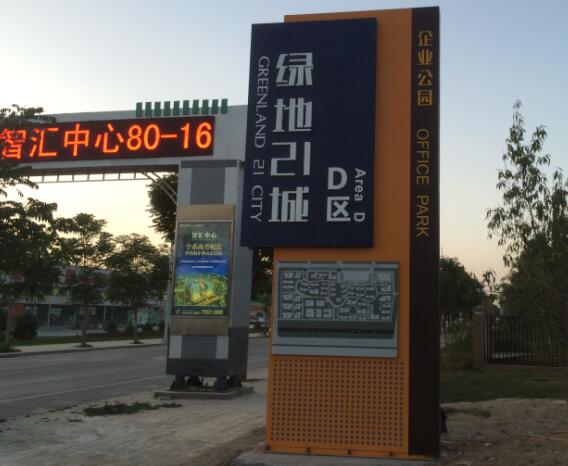 智汇中心80-16
绿地21城
GREENLAND 21 CITY
D区
Area D
企业公园 OFFICE PARK
智汇中心